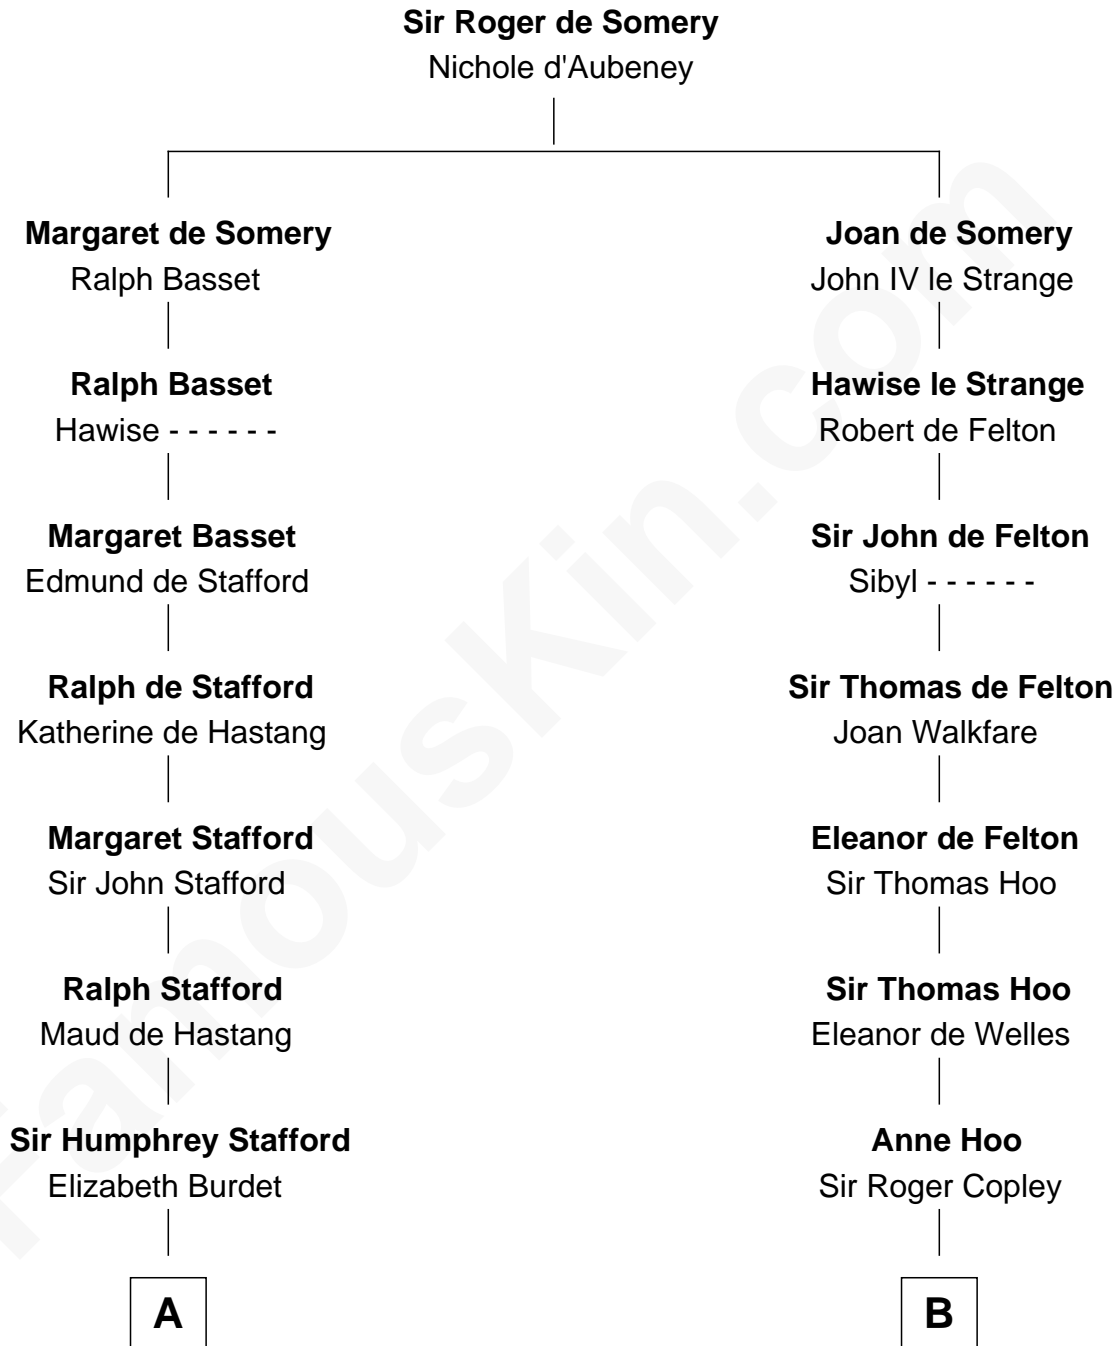 Sir Roger de Somery
Nichole d'Aubeney
Margaret de Somery
Ralph Basset
Joan de Somery
John IV le Strange
Ralph Basset
Hawise - - - - - -
Hawise le Strange
Robert de Felton
Margaret Basset
Edmund de Stafford
Sir John de Felton
Sibyl - - - - - -
Ralph de Stafford
Katherine de Hastang
Sir Thomas de Felton
Joan Walkfare
Margaret Stafford
Sir John Stafford
Eleanor de Felton
Sir Thomas Hoo
Ralph Stafford
Maud de Hastang
Sir Thomas Hoo
Eleanor de Welles
Sir Humphrey Stafford
Elizabeth Burdet
Anne Hoo
Sir Roger Copley
A
B
FamousKin.com